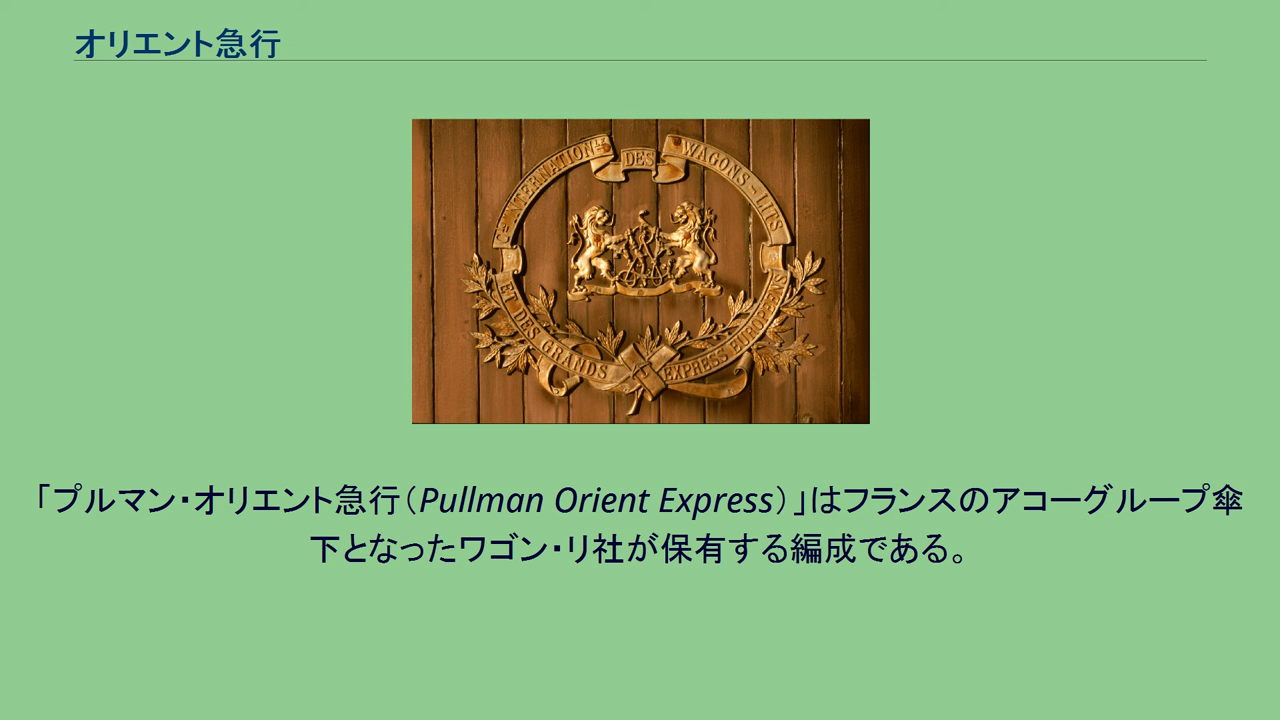 オリエント急行
Cie INTERNATIONLE DES WAGONS-LITS
ET DES GRANDS EXPRESS EUROPÉENS
「プルマン・オリエント急行（Pullman Orient Express）」はフランスのアコーグループ傘
下となったワゴン・リ社が保有する編成である。